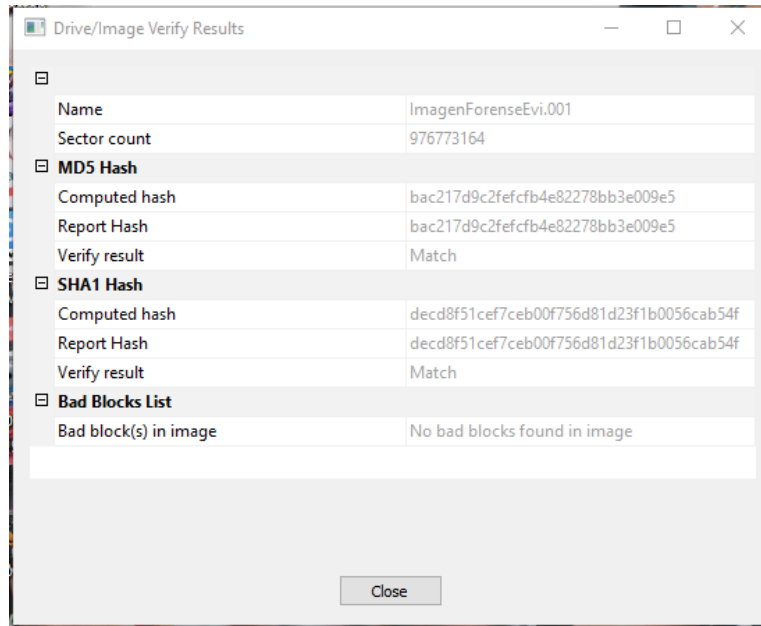 Drive/Image Verify Results
Name ImagenForenseEvi.001
Sector count 976773164
MD5 Hash
Computed hash bac217d9c2fefcfb4e82278bb3e009e5
Report Hash bac217d9c2fefcfb4e82278bb3e009e5
Verify result Match
SHA1 Hash
Computed hash decd8f51cef7ceb00f756d81d23f1b0056cab54f
Report Hash decd8f51cef7ceb00f756d81d23f1b0056cab54f
Verify result Match
Bad Blocks List
Bad block(s) in image No bad blocks found in image
Close